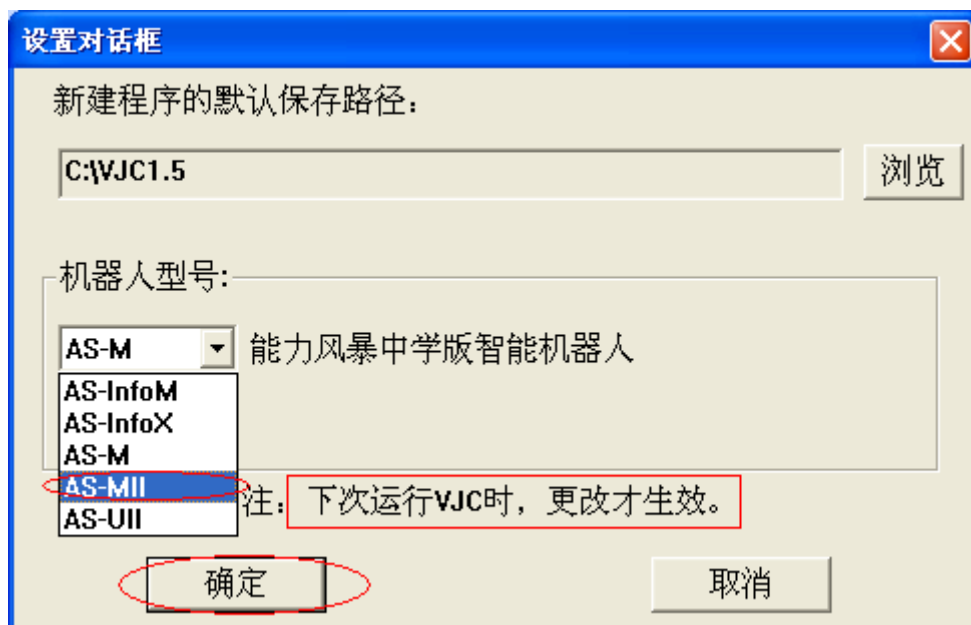 设置对话框
新建程序的默认保存路径：
C:\VJC1.5
浏览
机器人型号:
AS-M 能力风暴中学版智能机器人
AS-InfoM
AS-InfoX
AS-M
AS-MII
注：下次运行VJC时，更改才生效。
AS-UII
确定
取消